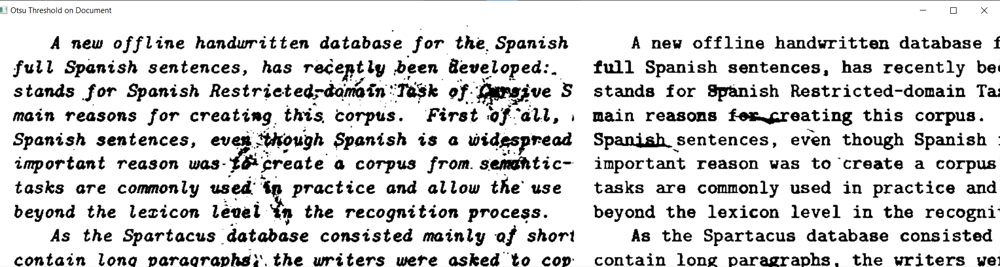 Otsu Threshold on Document
A new offline handwritten database for the Spanish
full Spanish sentences, has recently been developed:
stands for Spanish Restricted-domain Task of Cursive S
main reasons for creating this corpus. First of all,
Spanish sentences, even though Spanish is a widespread
important reason was to create a corpus from semantic-
tasks are commonly used in practice and allow the use
beyond the lexicon level in the recognition process.
As the Spartacus database consisted mainly of short
contain long paragraphs, the writers were asked to cop
A new offline handwritten database f
full Spanish sentences, has recently bee
stands for Spanish Restricted-domain Tas
main reasons for creating this corpus.
Spanish sentences, even though Spanish
important reason was to create a corpus
tasks are commonly used in practice and
beyond the lexicon level in the recogni
As the Spartacus database consisted
contain long paragraphs, the writers wer